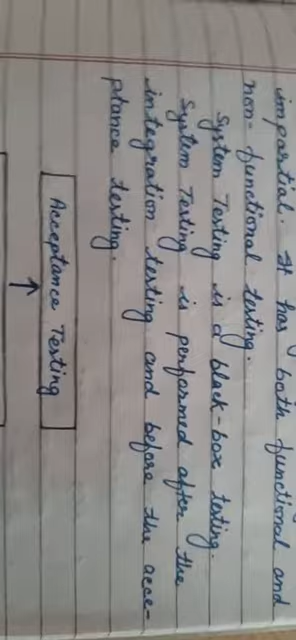 impartial. It has both functional and
non-functional testing.
System Testing is a black-box testing.
System Testing is performed after the
integration testing and before the acce-
ptance testing.
Acceptance Testing